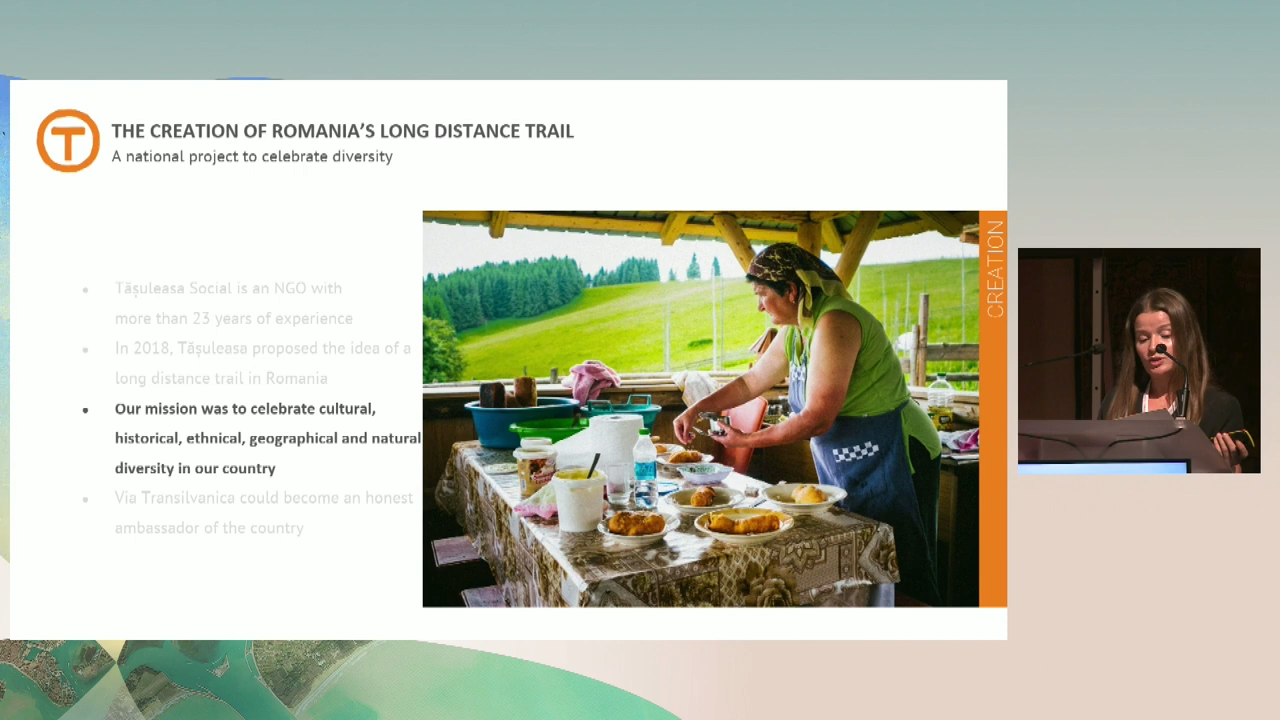 T
THE CREATION OF ROMANIA'S LONG DISTANCE TRAIL
A national project to celebrate diversity
CREATION
• Tășuleasa Social is an NGO with
more than 23 years of experience
• In 2018, Tășuleasa proposed the idea of a
long distance trail in Romania
• Our mission was to celebrate cultural,
historical, ethnical, geographical and natural
diversity in our country
• Via Transilvanica could become an honest
ambassador of the country